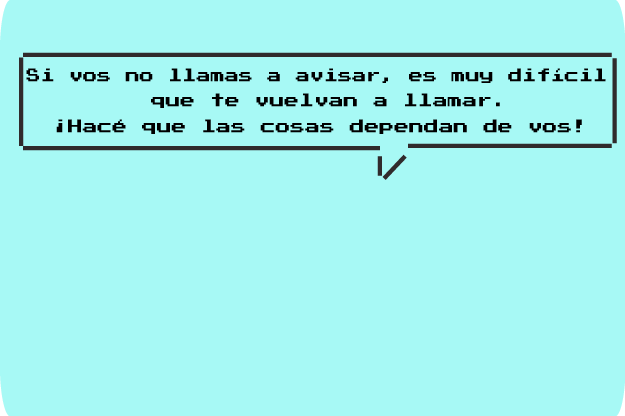 Si vos no llamas a avisar, es muy difícil
que te vuelvan a llamar.
¡Hacé que las cosas dependan de vos!